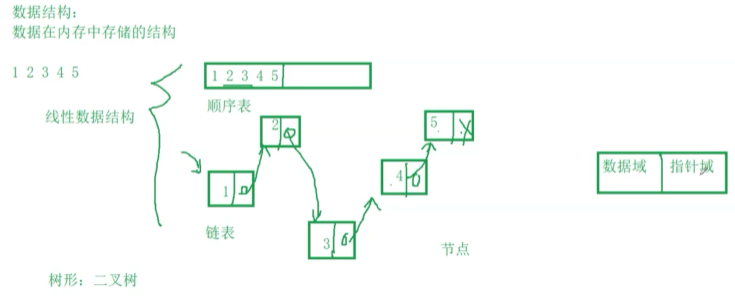 数据结构：
数据在内存中存储的结构
1 2 3 4 5
1 2 3 4 5
顺序表
线性数据结构
2
5
数据域 指针域
4
1
链表
3
节点
树形：二叉树